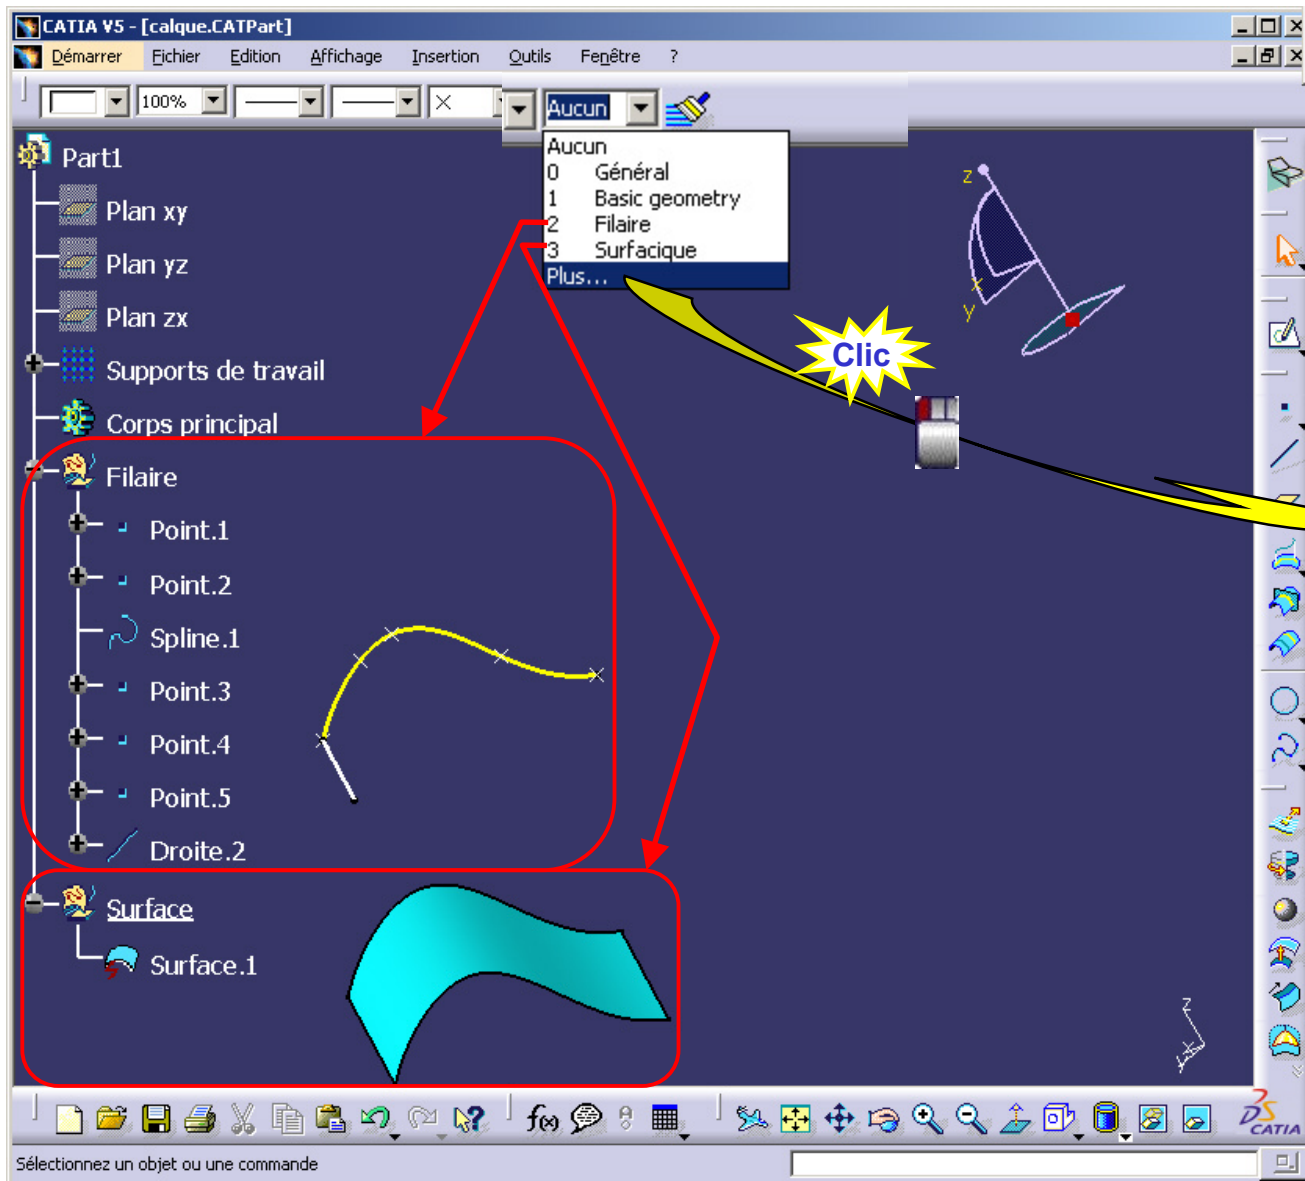 CATIA V5 - [calque.CATPart]
Démarrer Fichier Edition Affichage Insertion Outils Fenêtre ?
100% Aucun
Aucun
0 Général
1 Basic geometry
2 Filaire
3 Surfacique
Plus...
Part1
Plan xy
Plan yz
Plan zx
Supports de travail
Corps principal
Filaire
Point.1
Point.2
Spline.1
Point.3
Point.4
Point.5
Droite.2
Surface
Surface.1
z
x
y
Clic
z
x
y
f(x)
DS CATIA
Sélectionnez un objet ou une commande